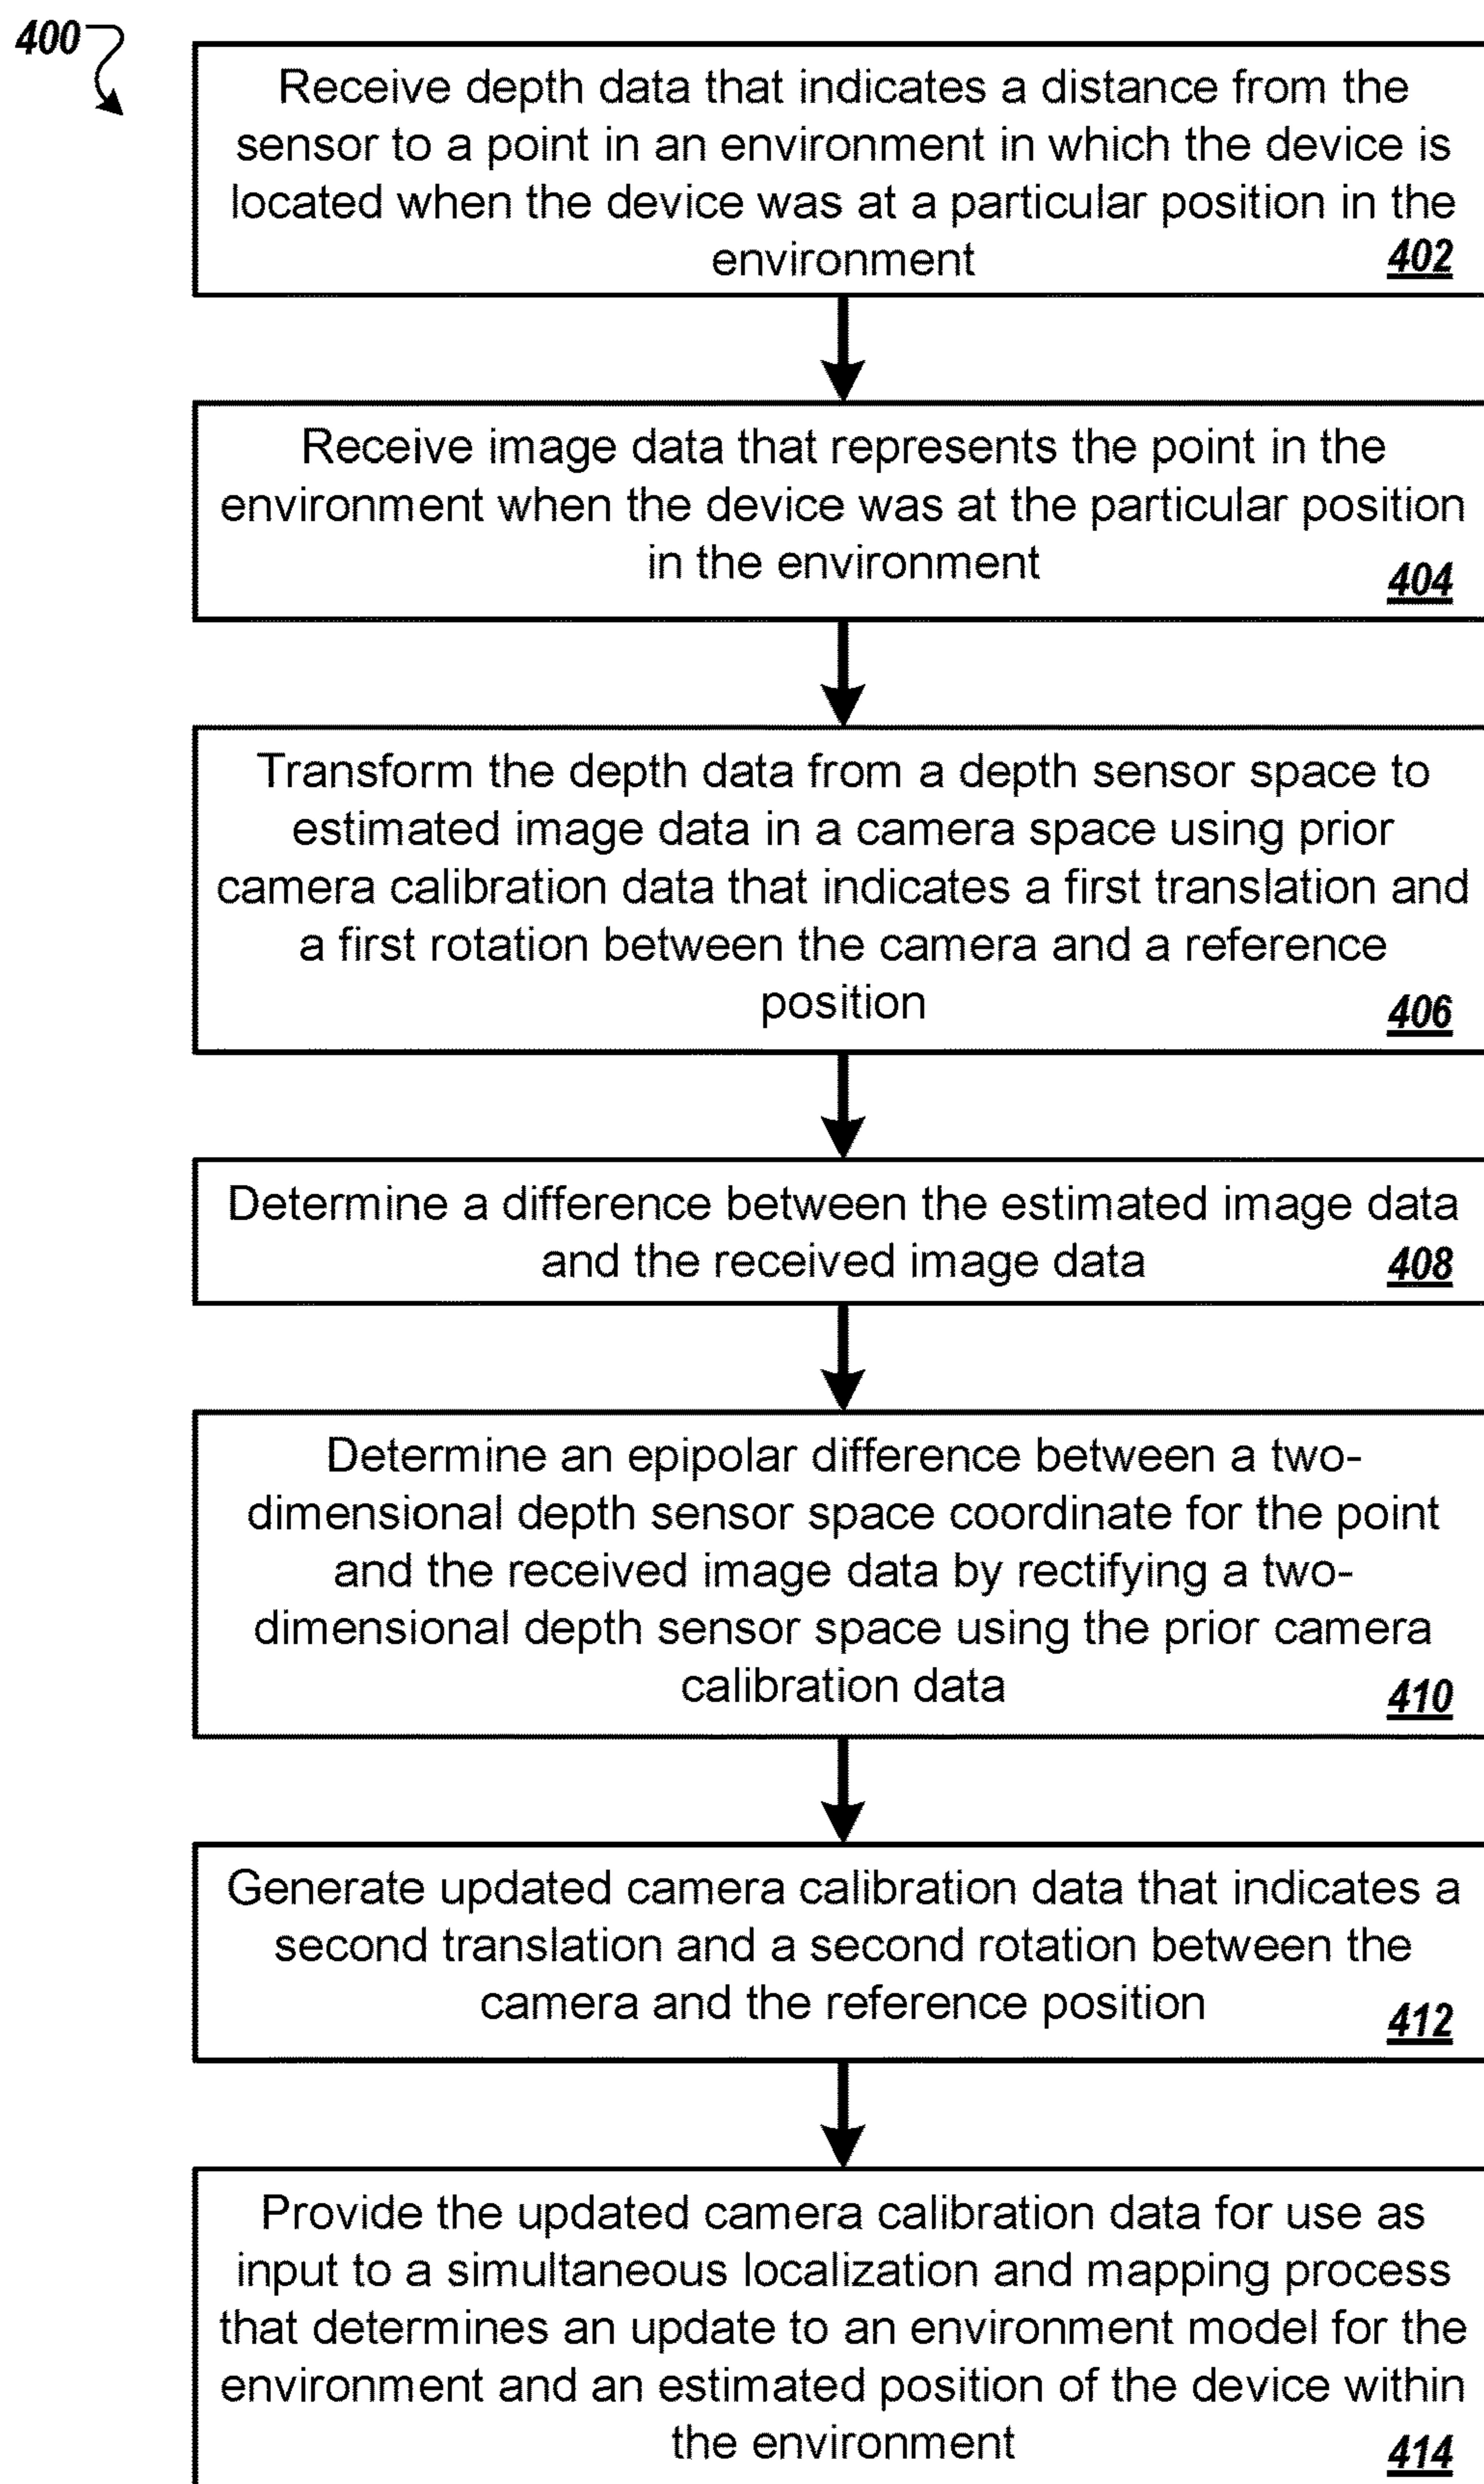 400
Receive depth data that indicates a distance from the
sensor to a point in an environment in which the device is
located when the device was at a particular position in the
environment
402
Receive image data that represents the point in the
environment when the device was at the particular position
in the environment
404
Transform the depth data from a depth sensor space to
estimated image data in a camera space using prior
camera calibration data that indicates a first translation and
a first rotation between the camera and a reference
position
406
Determine a difference between the estimated image data
and the received image data
408
Determine an epipolar difference between a two-
dimensional depth sensor space coordinate for the point
and the received image data by rectifying a two-
dimensional depth sensor space using the prior camera
calibration data
410
Generate updated camera calibration data that indicates a
second translation and a second rotation between the
camera and the reference position
412
Provide the updated camera calibration data for use as
input to a simultaneous localization and mapping process
that determines an update to an environment model for the
environment and an estimated position of the device within
the environment
414